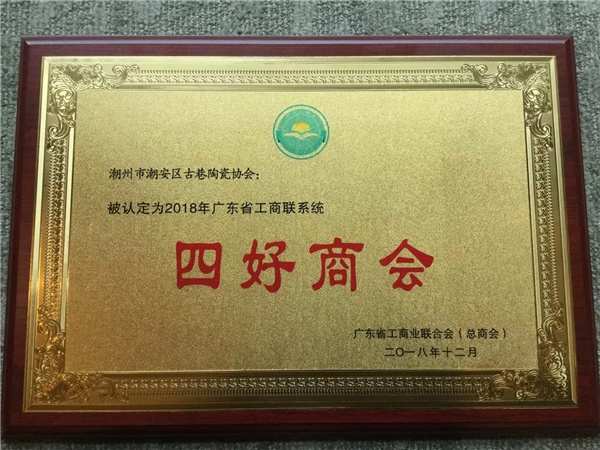 潮州市潮安区古巷陶瓷协会:
被认定为2018年广东省工商联系统
四好商会
广东省工商业联合会(总商会)
二〇一八年十二月